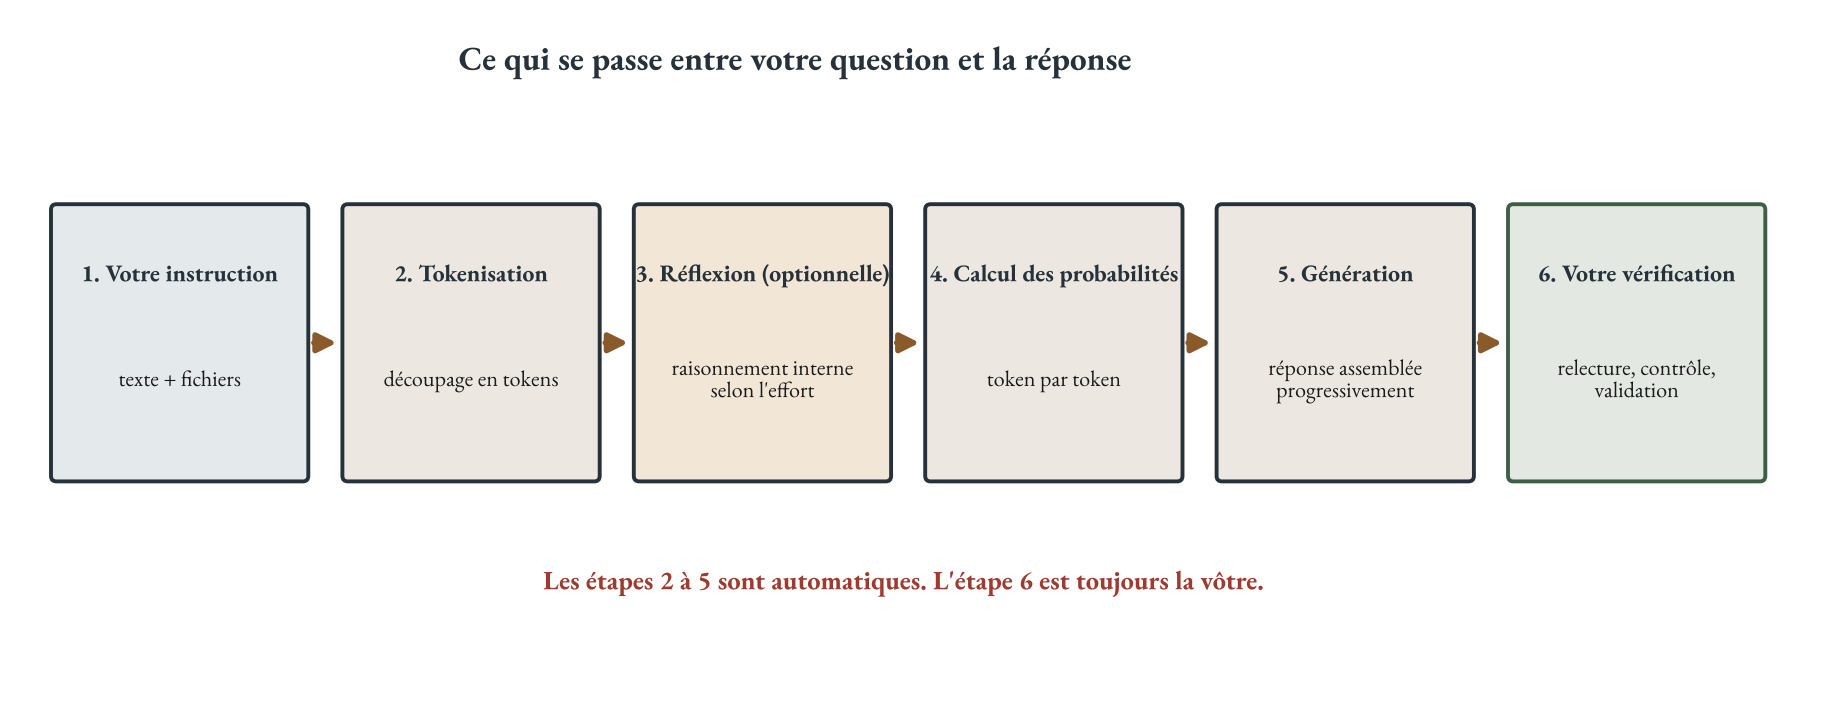 Ce qui se passe entre votre question et la réponse
1. Votre instruction
texte + fichiers
2. Tokenisation
découpage en tokens
3. Réflexion (optionnelle)
raisonnement interne
selon l'effort
4. Calcul des probabilités
token par token
5. Génération
réponse assemblée
progressivement
6. Votre vérification
relecture, contrôle,
validation
Les étapes 2 à 5 sont automatiques. L'étape 6 est toujours la vôtre.